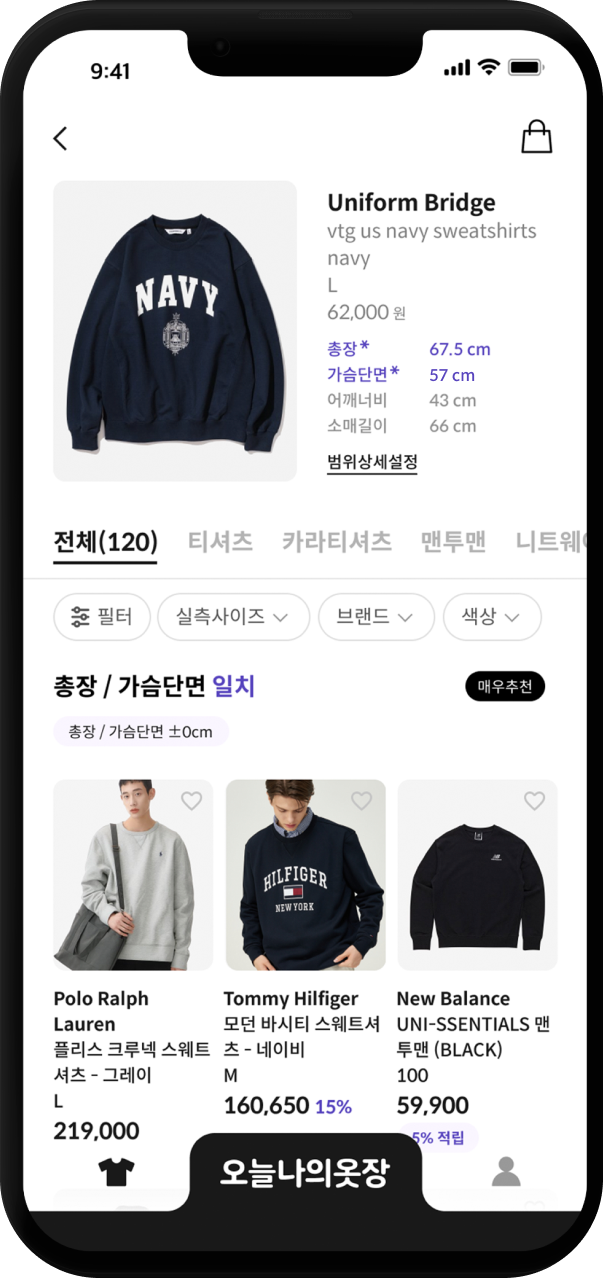 9:41
Uniform Bridge
vtg us navy sweatshirts
navy
L
62,000 원
총장* 67.5 cm
가슴단면* 57 cm
어깨너비 43 cm
소매길이 66 cm
범위상세설정
NAVY
전체(120) 티셔츠 카라티셔츠 맨투맨 니트웨
필터 실측사이즈 브랜드 색상
총장 / 가슴단면 일치 매우추천
총장 / 가슴단면 ±0cm
HILFIGER
NEW YORK
Polo Ralph
Lauren
플리스 크루넥 스웨트
셔츠 - 그레이
L
219,000
Tommy Hilfiger
모던 바시티 스웨트셔
츠 - 네이비
M
160,650 15%
New Balance
UNI-SSENTIALS 맨
투맨 (BLACK)
100
59,900
5% 적립
오늘나의옷장